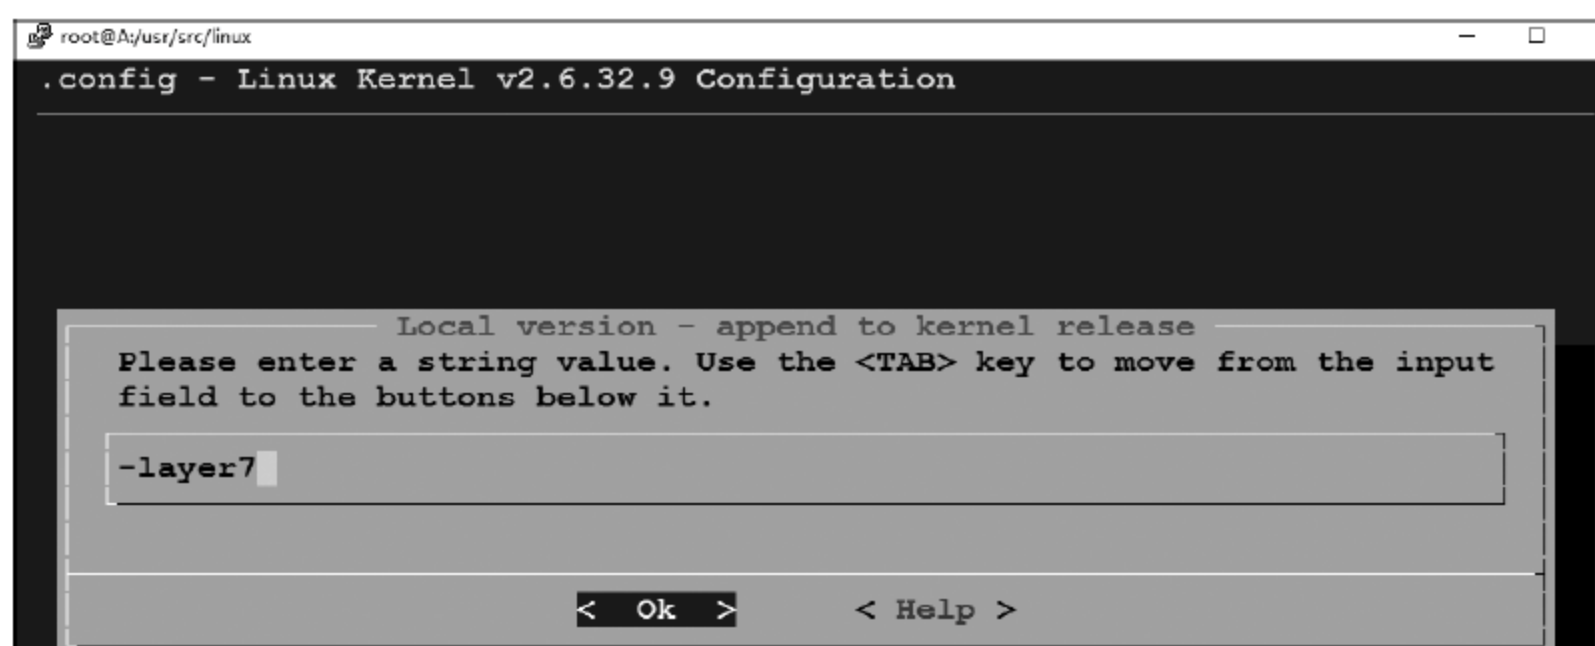 root@A:/usr/src/linux
.config - Linux Kernel v2.6.32.9 Configuration
Local version - append to kernel release
Please enter a string value. Use the <TAB> key to move from the input
field to the buttons below it.
-layer7
< Ok > < Help >